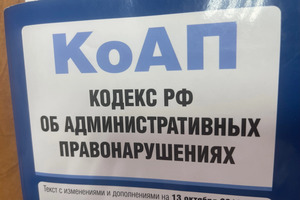 КоАП
КОДЕКС РФ
ОБ АДМИНИСТРАТИВНЫХ
ПРАВОНАРУШЕНИЯХ
Текст с изменениями и дополнениями на 13 октября